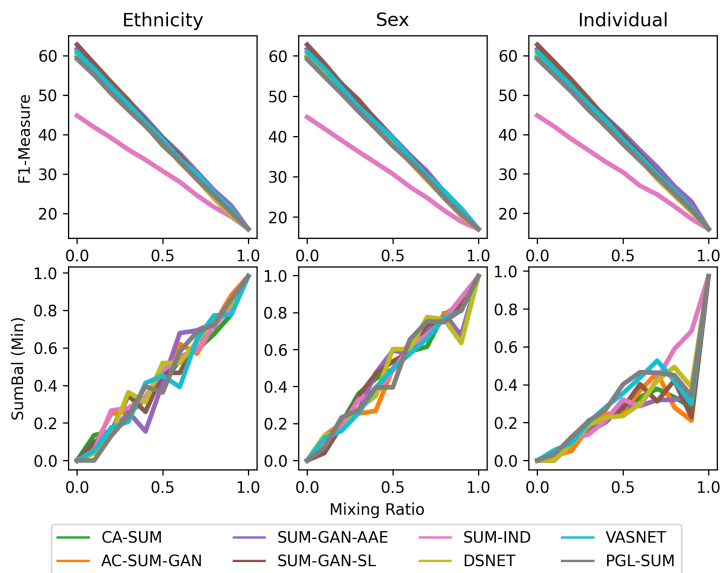 Ethnicity Sex Individual
F1-Measure
60
50
40
30
20
0.0 0.5 1.0
60
50
40
30
20
0.0 0.5 1.0
60
50
40
30
20
0.0 0.5 1.0
SumBal (Min)
1.0
0.8
0.6
0.4
0.2
0.0
0.0 0.5 1.0
1.0
0.8
0.6
0.4
0.2
0.0
0.0 0.5 1.0
1.0
0.8
0.6
0.4
0.2
0.0
0.0 0.5 1.0
Mixing Ratio
CA-SUM SUM-GAN-AAE SUM-IND VASNET
AC-SUM-GAN SUM-GAN-SL DSNET PGL-SUM